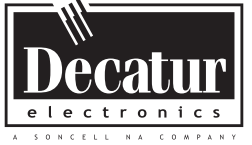 Decatur
electronics
A SONCELL NA COMPANY